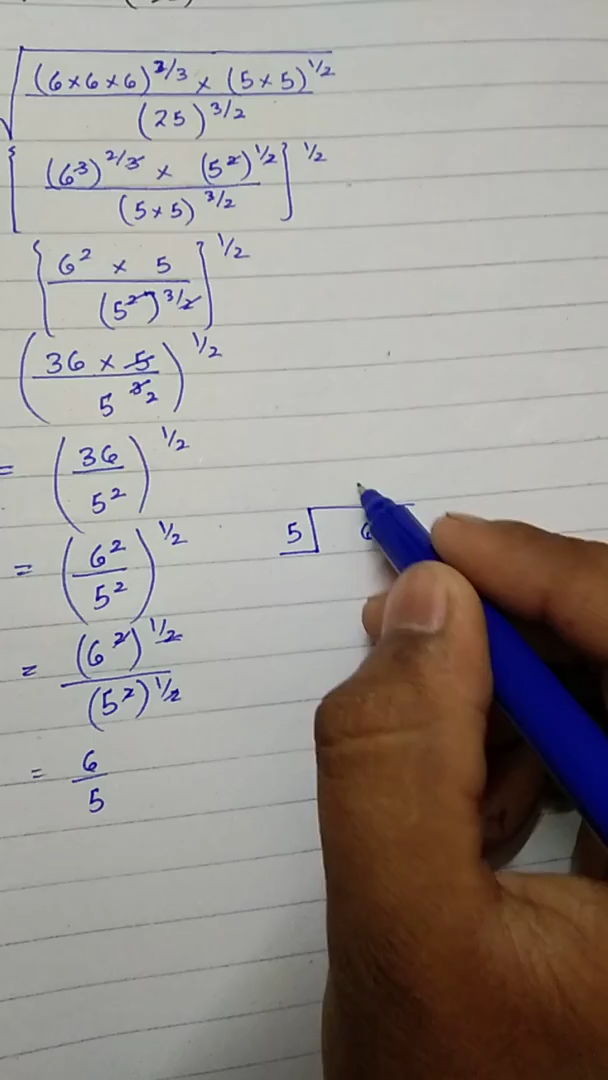 √((6×6×6)^2/3 × (5×5)^1/2 / (25)^3/2)
[(6^3)^2/3 × (5^2)^1/2 / (5×5)^3/2]^1/2
{6^2 × 5 / (5^2)^3/2}^1/2
(36 × 5 / 5^3 2)^1/2
= (36 / 5^2)^1/2
= (6^2 / 5^2)^1/2
5 6
= (6^2)^1/2 / (5^2)^1/2
= 6/5